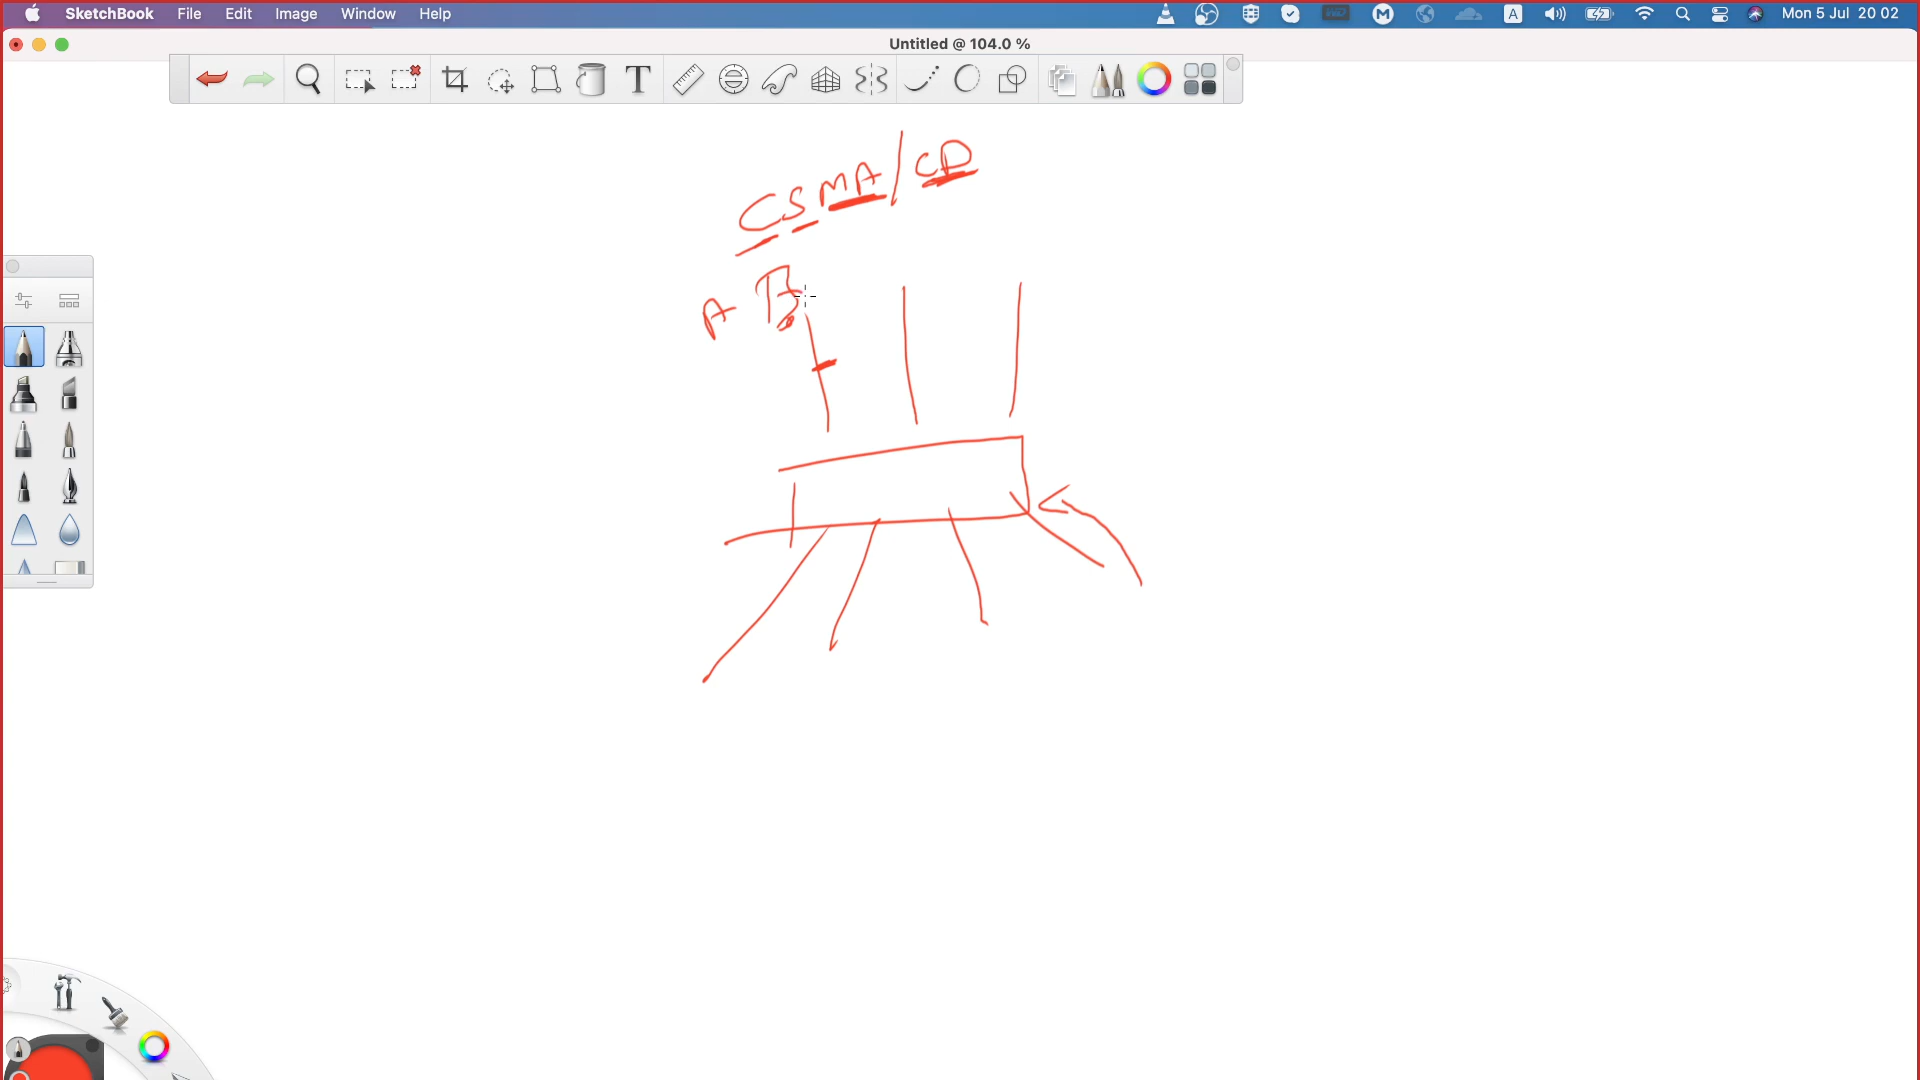 SketchBook File Edit Image Window Help A Mon 5 Jul 20 02
Untitled @ 104.0 %
T
CSMA/CD
A B